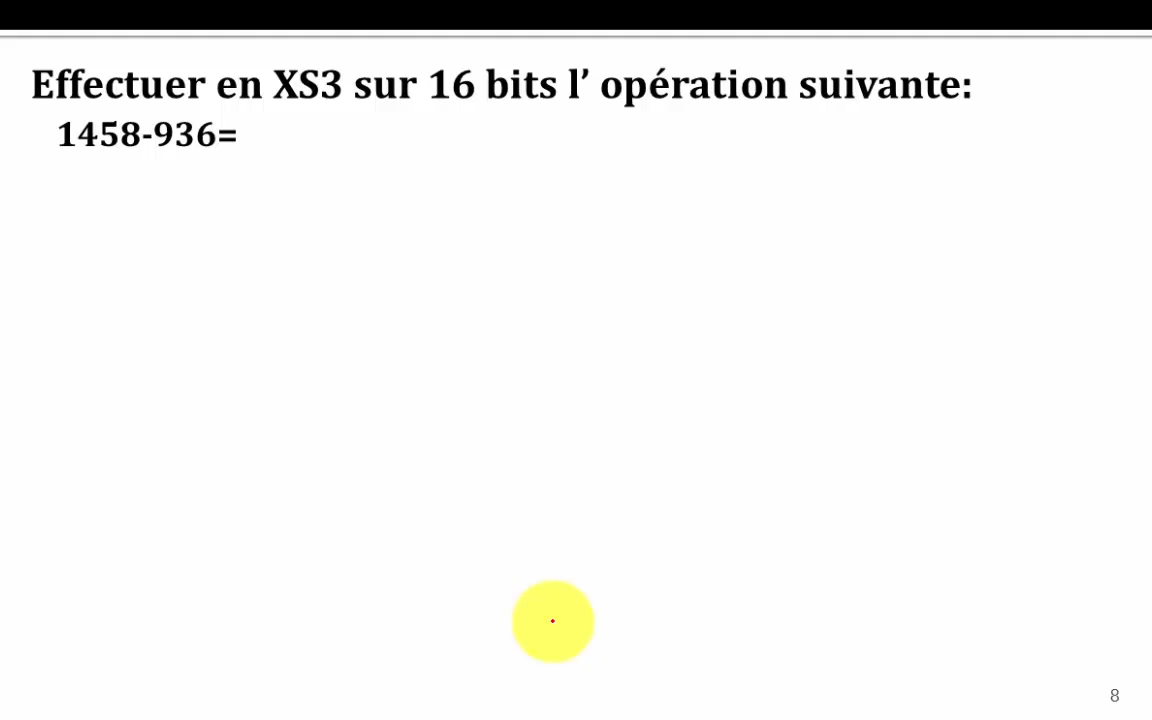 Effectuer en XS3 sur 16 bits l’ opération suivante:
1458-936=
8